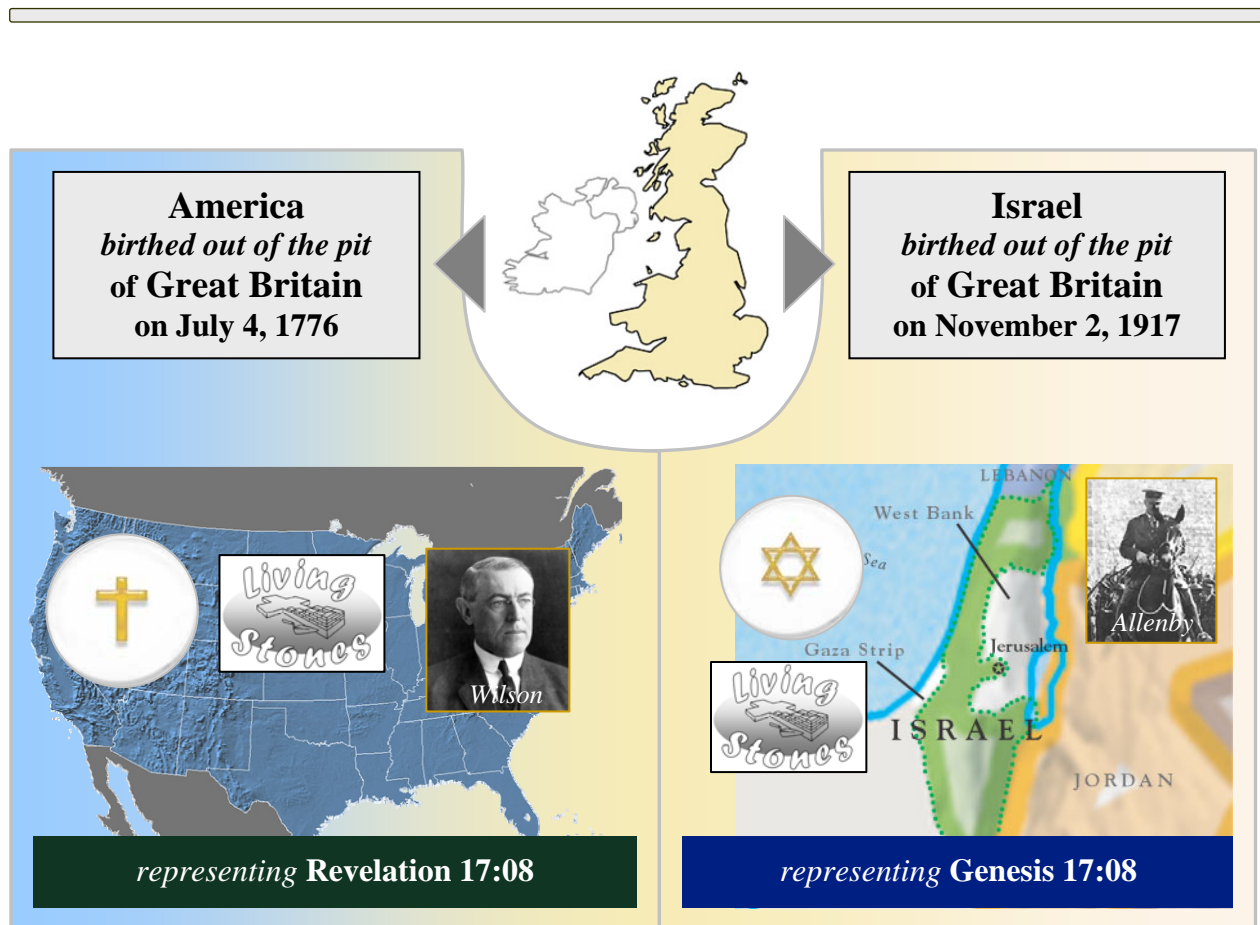 America
birthed out of the pit
of Great Britain
on July 4, 1776
Israel
birthed out of the pit
of Great Britain
on November 2, 1917
Living
Stones
Wilson
representing Revelation 17:08
LEBANON
West Bank
Sea
Allenby
Gaza Strip
Jerusalem
Living
Stones
ISRAEL
JORDAN
representing Genesis 17:08